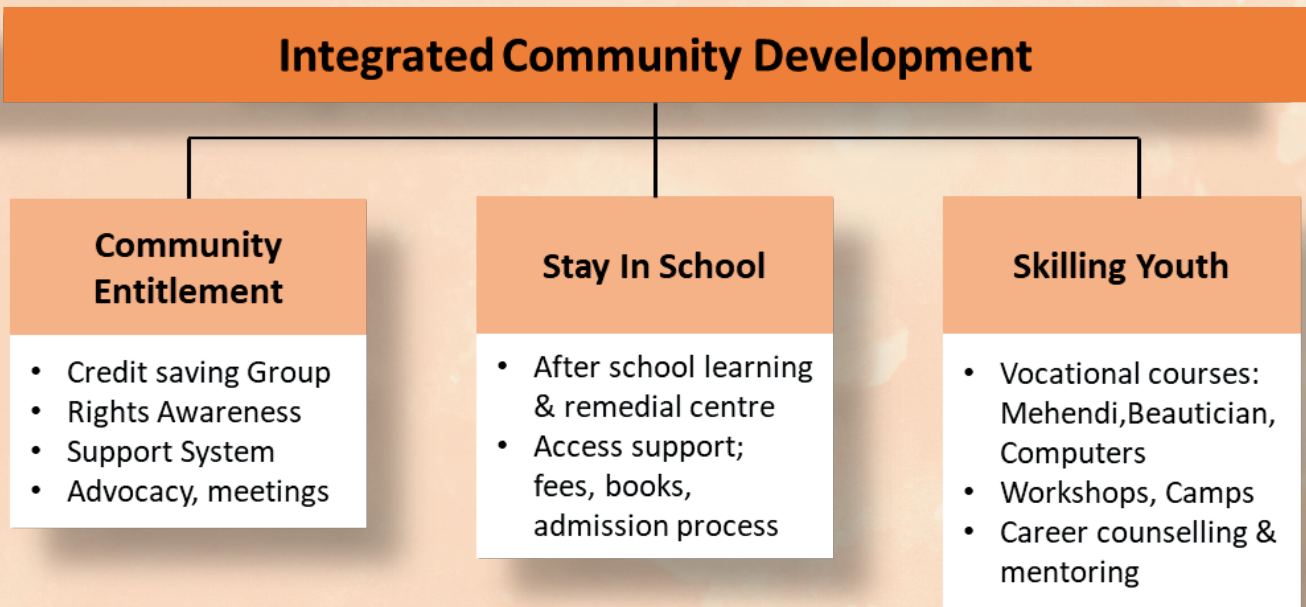 Integrated Community Development
Community
Entitlement
• Credit saving Group
• Rights Awareness
• Support System
• Advocacy, meetings
Stay In School
• After school learning
& remedial centre
• Access support;
fees, books,
admission process
Skilling Youth
• Vocational courses:
Mehendi,Beautician,
Computers
• Workshops, Camps
• Career counselling &
mentoring